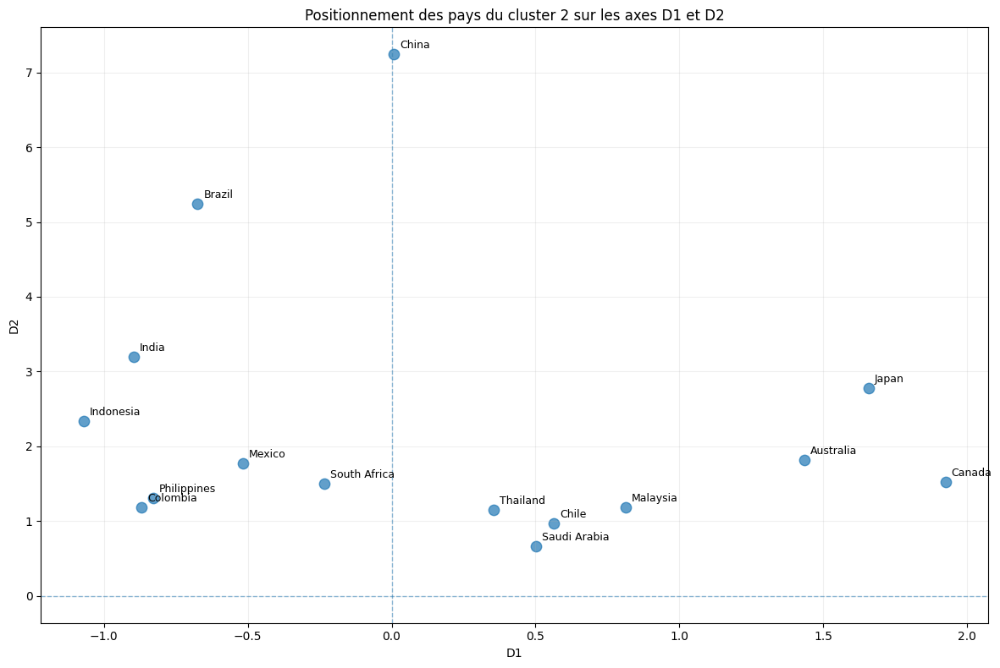 Positionnement des pays du cluster 2 sur les axes D1 et D2
China
7
6
Brazil
5
D2
4
India
3
Japan
Indonesia
2
Mexico
Australia
South Africa
Canada
Philippines
Colombia
Thailand
Malaysia
1
Chile
Saudi Arabia
0
−1.0
−0.5
0.0
0.5
1.0
1.5
2.0
D1